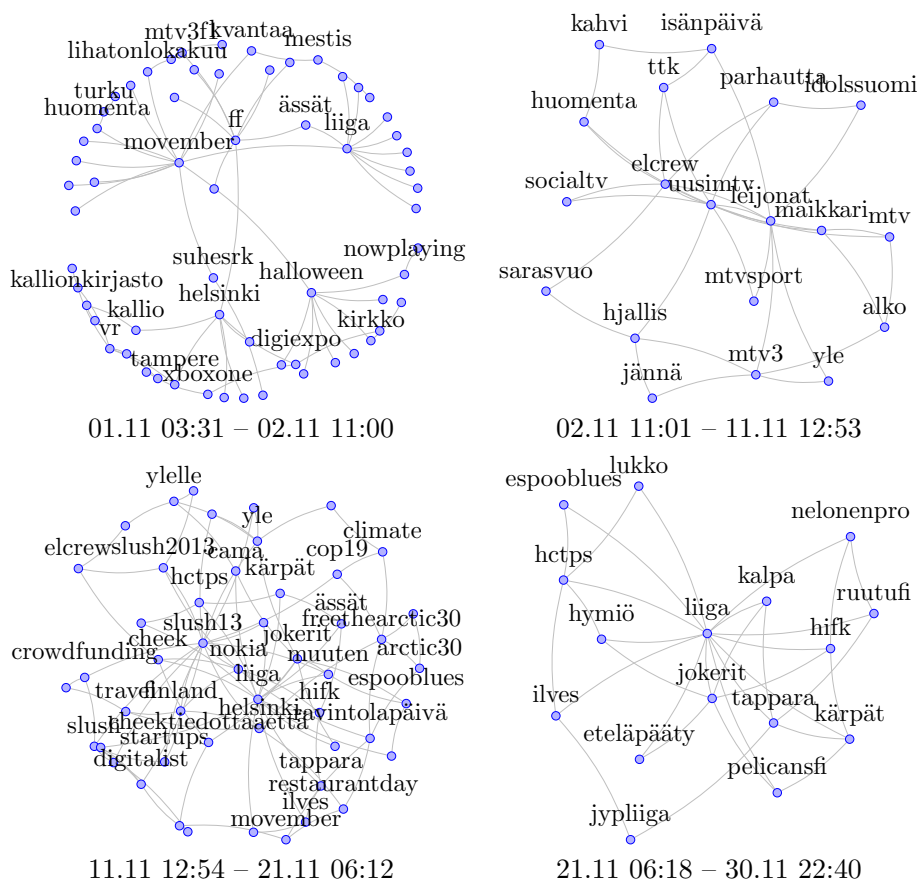 mtv3f1
kvantaa
lihatonlokakuu
mestis
turku
huomenta
ff
ässät
liiga
movember
suhesrk
halloween
nowplaying
kallionkirjasto
helsinki
kallio
vr
kirkko
digiexpo
tampere
xboxone
01.11 03:31 – 02.11 11:00
kahvi
isänpäivä
ttk
parhautta
idolssuomi
huomenta
elcrew
socialtv
uusimtv
leijonat
maikkari
mtv
sarasvuo
mtvsport
hjallis
alko
jännä
mtv3
yle
02.11 11:01 – 11.11 12:53
ylelle
yle
climate
elcrew
slush2013
cama
cop19
hctps
kärpät
ässät
slush13
freethearctic30
cheek
nokia
jokerit
arctic30
crowdfunding
liiga
muuten
espooblues
travel
finland
helsinki
hifk
ravintolapäivä
slush
cheektiedottaaettä
startups
digitalist
tappara
restaurantday
ilves
movember
11.11 12:54 – 21.11 06:12
espooblues
lukko
nelonenpro
hctps
kalpa
ruutufi
hymiö
liiga
hifk
jokerit
ilves
tappara
kärpät
eteläpääty
pelicansfi
jypliiga
21.11 06:18 – 30.11 22:40